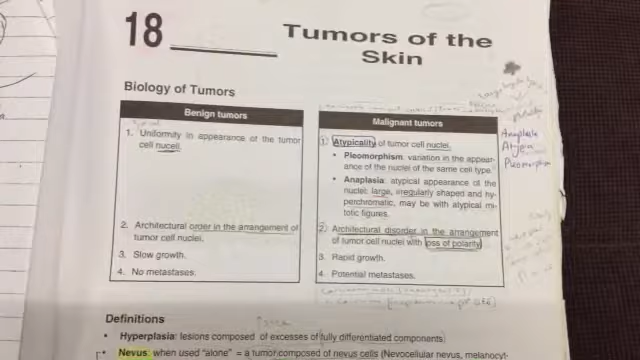 18
Tumors of the
Skin
Biology of Tumors
Benign tumors
1. Uniformity in appearance of the tumor
cell nuceli.
2. Architectural order in the arrangement of
tumor cell nuclei.
3. Slow growth.
4. No metastases.
Malignant tumors
1. Atypicality of tumor cell nuclei.
• Pleomorphism: variation in the appear-
ance of the nuclei of the same cell type.
• Anaplasia: atypical appearance of the
nuclei; large, irregularly shaped and hy-
perchromatic, may be with atypical mi-
totic figures.
2. Architectural disorder in the arrangement
of tumor cell nuclei with loss of polarity
3. Rapid growth.
4. Potential metastases.
Anaplasia
Atypia
Pleomorphism
Definitions
• Hyperplasia: lesions composed of excesses of fully differentiated components.
• Nevus: when used "alone" = a tumor composed of nevus cells (Nevocellular nevus, melanocyt-